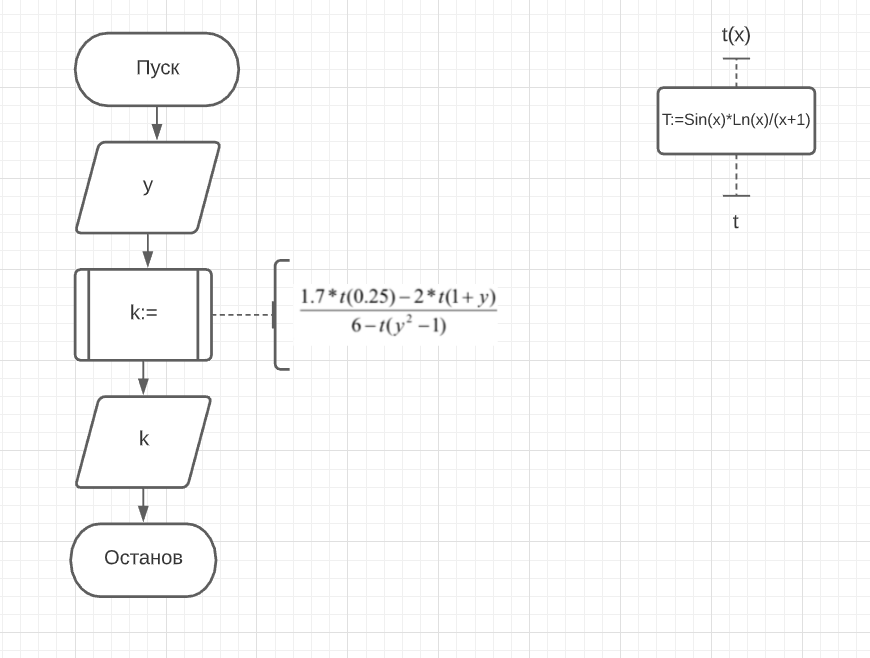 Пуск
y
k:=
1.7*t(0.25)−2*t(1+y)
6−t(y²−1)
k
Останов
t(x)
T:=Sin(x)*Ln(x)/(x+1)
t